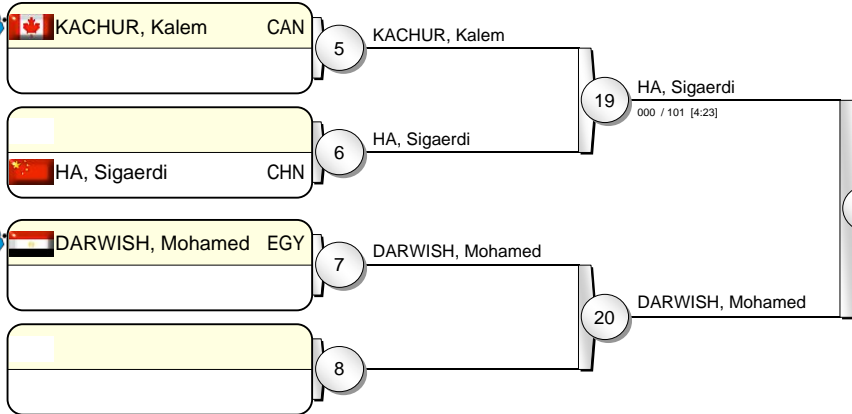 KACHUR, Kalem CAN
5
KACHUR, Kalem
19
HA, Sigaerdi
000 / 101 [4:23]
6
HA, Sigaerdi
HA, Sigaerdi CHN
DARWISH, Mohamed EGY
7
DARWISH, Mohamed
20
DARWISH, Mohamed
8